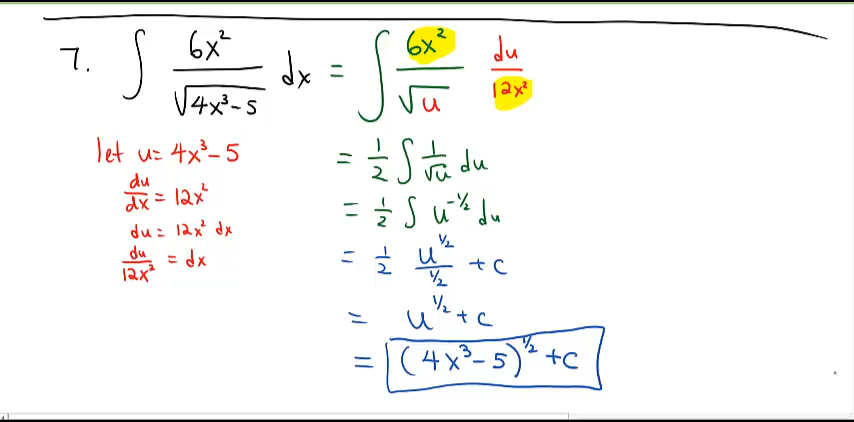 7. ∫ 6x²/√(4x³-5) dx = ∫ 6x²/√u du/12x²
let u = 4x³-5
du/dx = 12x²
du = 12x² dx
du/12x² = dx
= 1/2 ∫ 1/√u du
= 1/2 ∫ u^(-1/2) du
= 1/2 u^(1/2)/(1/2) + c
= u^(1/2) + c
= (4x³-5)^(1/2) + c